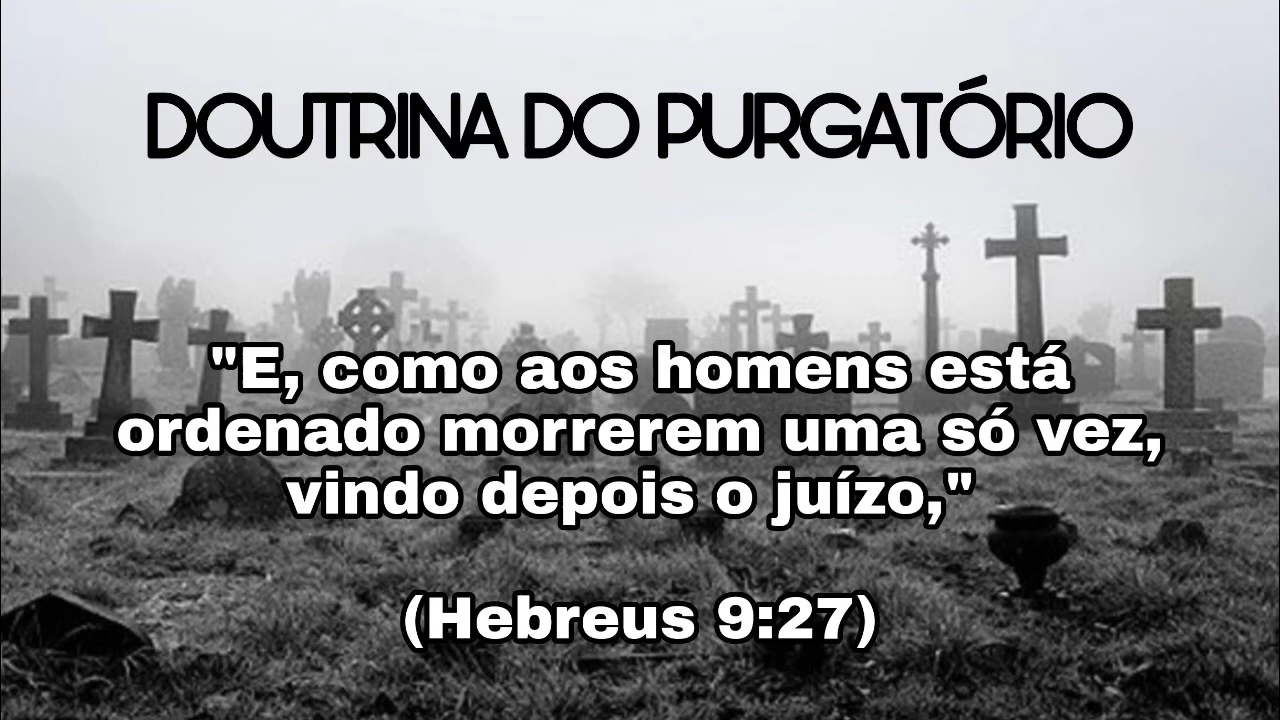 DOUTRINA DO PURGATÓRIO
"E, como aos homens está
ordenado morrerem uma só vez,
vindo depois o juízo,"
(Hebreus 9:27)